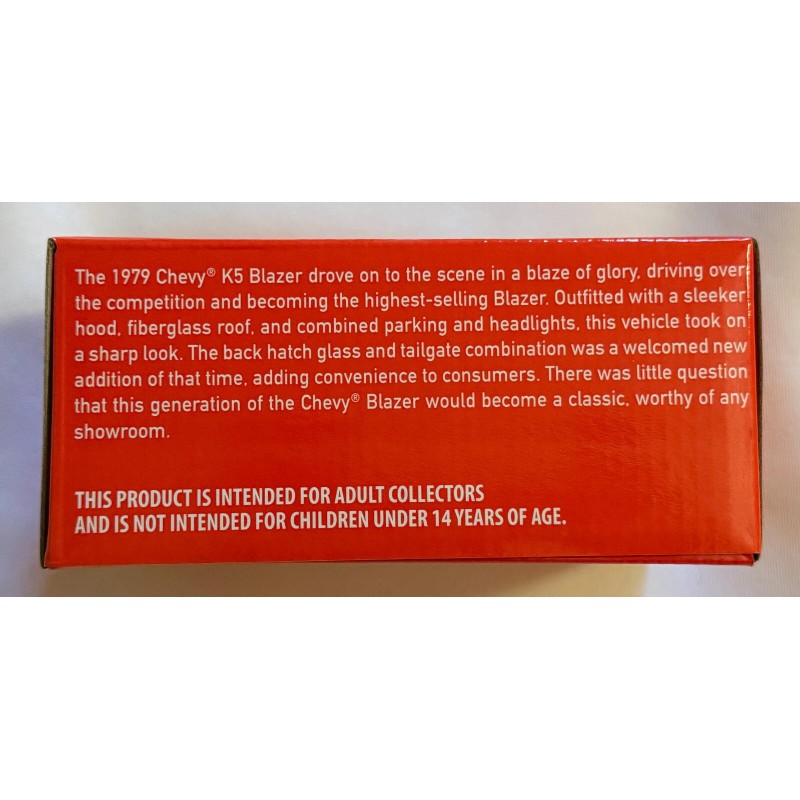 The 1979 Chevy® K5 Blazer drove on to the scene in a blaze of glory, driving over
the competition and becoming the highest-selling Blazer. Outfitted with a sleeker
hood, fiberglass roof, and combined parking and headlights, this vehicle took on
a sharp look. The back hatch glass and tailgate combination was a welcomed new
addition of that time, adding convenience to consumers. There was little question
that this generation of the Chevy® Blazer would become a classic, worthy of any
showroom.
THIS PRODUCT IS INTENDED FOR ADULT COLLECTORS
AND IS NOT INTENDED FOR CHILDREN UNDER 14 YEARS OF AGE.